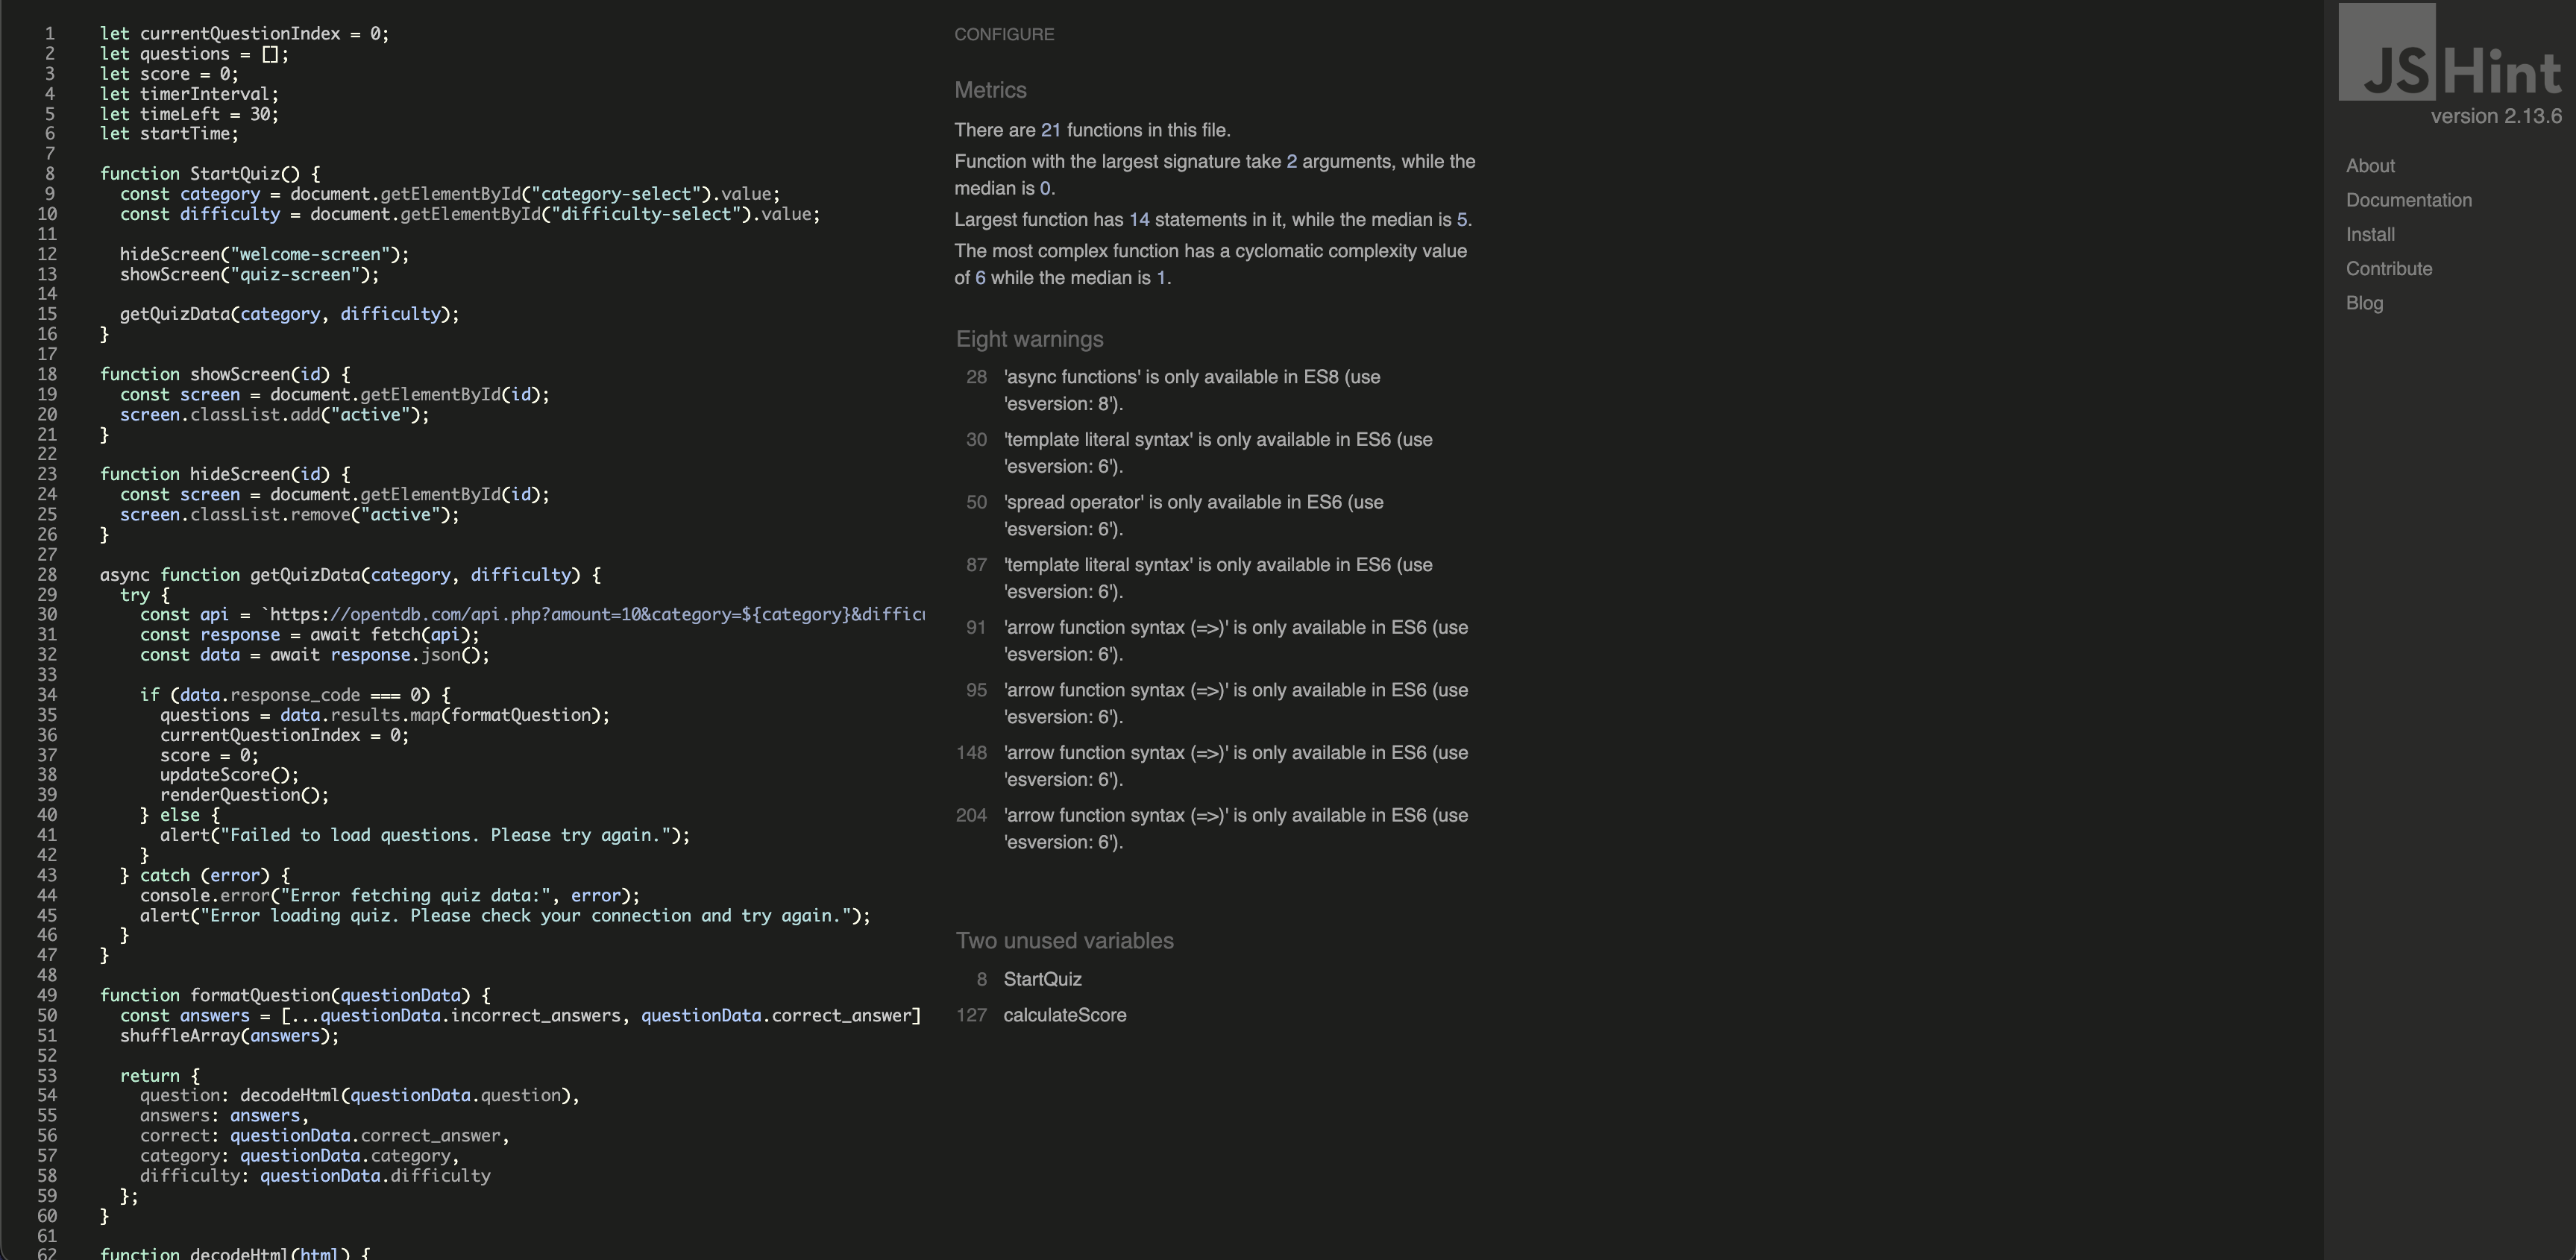 1 let currentQuestionIndex = 0;
2 let questions = [];
3 let score = 0;
4 let timerInterval;
5 let timeLeft = 30;
6 let startTime;
7
8 function StartQuiz() {
9   const category = document.getElementById("category-select").value;
10   const difficulty = document.getElementById("difficulty-select").value;
11
12   hideScreen("welcome-screen");
13   showScreen("quiz-screen");
14
15   getQuizData(category, difficulty);
16 }
17
18 function showScreen(id) {
19   const screen = document.getElementById(id);
20   screen.classList.add("active");
21 }
22
23 function hideScreen(id) {
24   const screen = document.getElementById(id);
25   screen.classList.remove("active");
26 }
27
28 async function getQuizData(category, difficulty) {
29   try {
30     const api = `https://opentdb.com/api.php?amount=10&category=${category}&difficu
31     const response = await fetch(api);
32     const data = await response.json();
33
34     if (data.response_code === 0) {
35       questions = data.results.map(formatQuestion);
36       currentQuestionIndex = 0;
37       score = 0;
38       updateScore();
39       renderQuestion();
40     } else {
41       alert("Failed to load questions. Please try again.");
42     }
43   } catch (error) {
44     console.error("Error fetching quiz data:", error);
45     alert("Error loading quiz. Please check your connection and try again.");
46   }
47 }
48
49 function formatQuestion(questionData) {
50   const answers = [...questionData.incorrect_answers, questionData.correct_answer]
51   shuffleArray(answers);
52
53   return {
54     question: decodeHtml(questionData.question),
55     answers: answers,
56     correct: questionData.correct_answer,
57     category: questionData.category,
58     difficulty: questionData.difficulty
59   };
60 }
61
62 function decodeHtml(html) {
CONFIGURE
Metrics
There are 21 functions in this file.
Function with the largest signature take 2 arguments, while the
median is 0.
Largest function has 14 statements in it, while the median is 5.
The most complex function has a cyclomatic complexity value
of 6 while the median is 1.
Eight warnings
28 'async functions' is only available in ES8 (use
'esversion: 8').
30 'template literal syntax' is only available in ES6 (use
'esversion: 6').
50 'spread operator' is only available in ES6 (use
'esversion: 6').
87 'template literal syntax' is only available in ES6 (use
'esversion: 6').
91 'arrow function syntax (=>)' is only available in ES6 (use
'esversion: 6').
95 'arrow function syntax (=>)' is only available in ES6 (use
'esversion: 6').
148 'arrow function syntax (=>)' is only available in ES6 (use
'esversion: 6').
204 'arrow function syntax (=>)' is only available in ES6 (use
'esversion: 6').
Two unused variables
8 StartQuiz
127 calculateScore
JSHint
version 2.13.6
About
Documentation
Install
Contribute
Blog